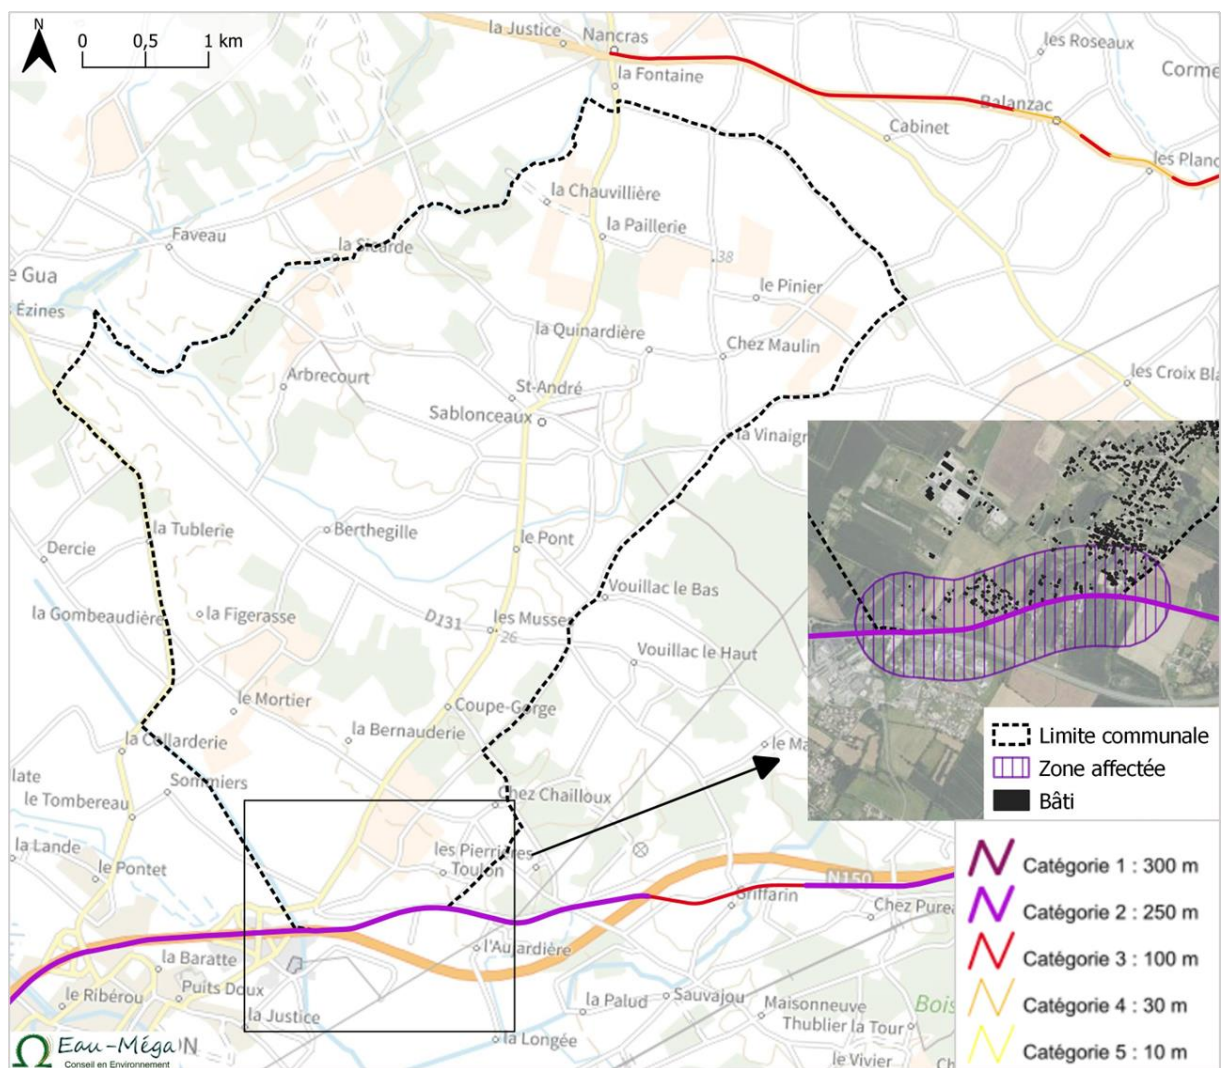 N
0 0,5 1 km
la Justice
Nancras
la Fontaine
les Roseaux
Corme
Balanzac
Cabinet
les Planc
la Chauvillière
la Paillerie
Faveau
la Sicarde
38
e Gua
Ézines
le Pinier
la Quinardière
Chez Maulin
Arbrecourt
St-André
Sablonceaux
les Croix Bla
la Vinaigr
la Tublerie
Berthegille
Dercie
le Pont
Vouillac le Bas
la Gombeaudière
la Figerasse
D131
les Musse
26
Vouillac le Haut
le Mortier
Coupe-Gorge
la Bernauderie
la Collarderie
le Ma
late
Sommiers
le Tombereau
Chez Chailloux
la Lande
le Pontet
les Pierrières
Toulon
N150
Griffarin
Chez Purea
la Baratte
l'Aujardière
Puits Doux
le Ribérou
la Justice
la Palud
Sauvajou
Maisonneuve
Thublier la Tour
Bois
la Longée
le Vivier
Ch
N
Limite communale
Zone affectée
Bâti
Catégorie 1 : 300 m
Catégorie 2 : 250 m
Catégorie 3 : 100 m
Catégorie 4 : 30 m
Catégorie 5 : 10 m
Eau-Méga
Conseil en Environnement